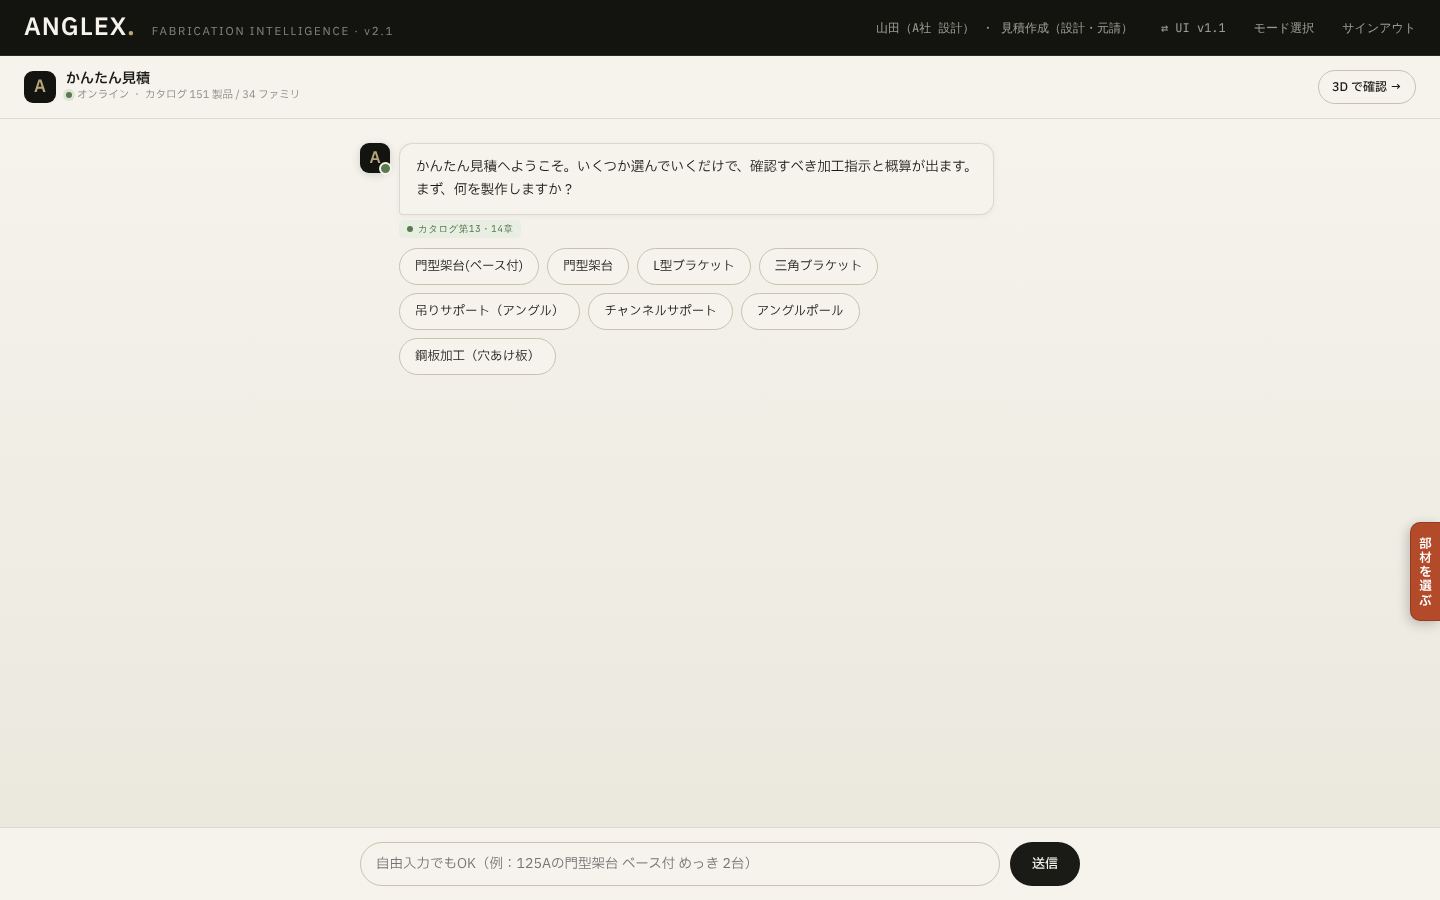 ANGLEX. FABRICATION INTELLIGENCE · v2.1
山田（A社 設計） ・ 見積作成（設計・元請） ⇄ UI v1.1 モード選択 サインアウト
A かんたん見積
オンライン ・ カタログ 151 製品 / 34 ファミリ
3D で確認 →
A かんたん見積へようこそ。いくつか選んでいくだけで、確認すべき加工指示と概算が出ます。
まず、何を製作しますか？
カタログ第13・14章
門型架台(ベース付) 門型架台 L型ブラケット 三角ブラケット
吊りサポート（アングル） チャンネルサポート アングルポール
鋼板加工（穴あけ板）
部材を選ぶ
自由入力でもOK（例：125Aの門型架台 ベース付 めっき 2台） 送信